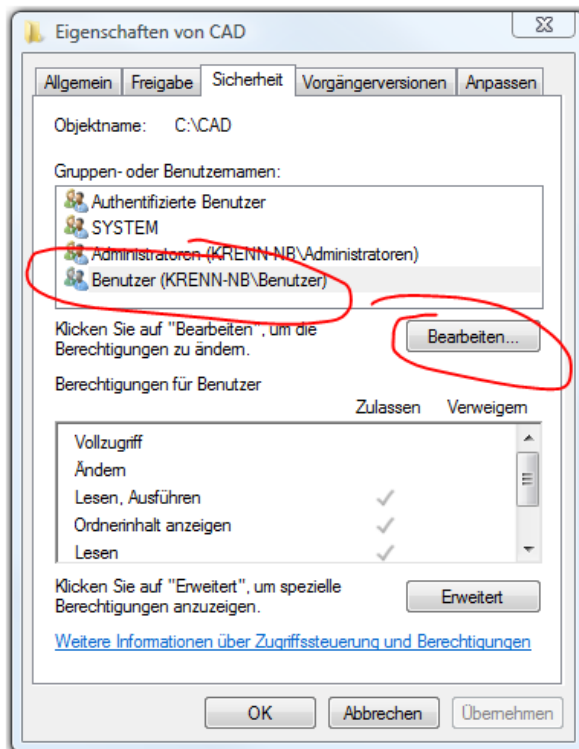 Eigenschaften von CAD
Allgemein Freigabe Sicherheit Vorgängerversionen Anpassen
Objektname: C:\CAD
Gruppen- oder Benutzernamen:
Authentifizierte Benutzer
SYSTEM
Administratoren (KRENN-NB\Administratoren)
Benutzer (KRENN-NB\Benutzer)
Klicken Sie auf "Bearbeiten", um die
Berechtigungen zu ändern.
Bearbeiten...
Berechtigungen für Benutzer
Zulassen Verweigern
Vollzugriff
Ändern
Lesen, Ausführen
Ordnerinhalt anzeigen
Lesen
Klicken Sie auf "Erweitert", um spezielle
Berechtigungen anzuzeigen.
Erweitert
Weitere Informationen über Zugriffssteuerung und Berechtigungen
OK Abbrechen Übernehmen